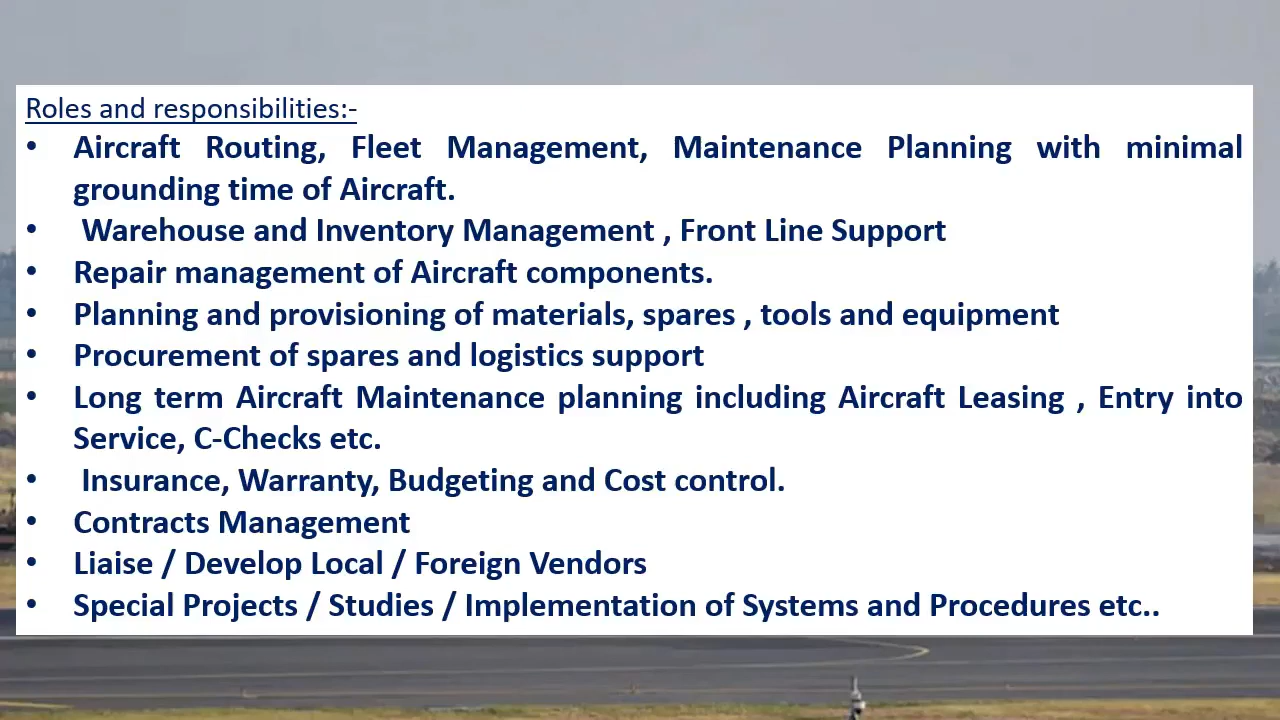 Roles and responsibilities:-
• Aircraft Routing, Fleet Management, Maintenance Planning with minimal
grounding time of Aircraft.
• Warehouse and Inventory Management , Front Line Support
• Repair management of Aircraft components.
• Planning and provisioning of materials, spares , tools and equipment
• Procurement of spares and logistics support
• Long term Aircraft Maintenance planning including Aircraft Leasing , Entry into
Service, C-Checks etc.
• Insurance, Warranty, Budgeting and Cost control.
• Contracts Management
• Liaise / Develop Local / Foreign Vendors
• Special Projects / Studies / Implementation of Systems and Procedures etc..